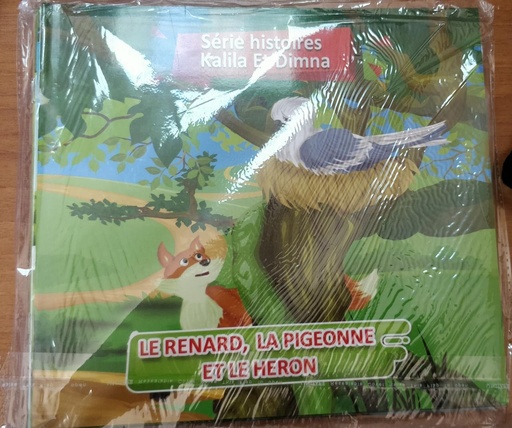 Série histoires
Kalila Et Dimna
LE RENARD, LA PIGEONNE
ET LE HERON